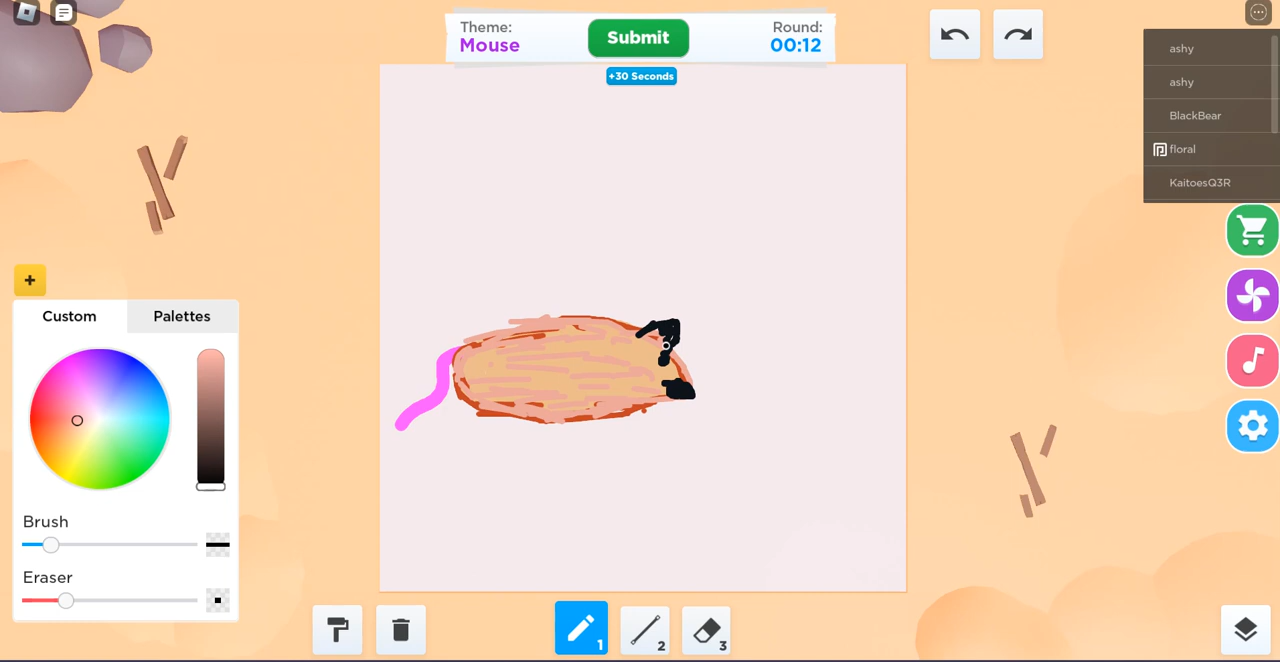 Theme:
Mouse
Submit
Round:
00:12
+30 Seconds
ashy
ashy
BlackBear
floral
KaitoesQ3R
+
Custom
Palettes
Brush
Eraser
1
2
3